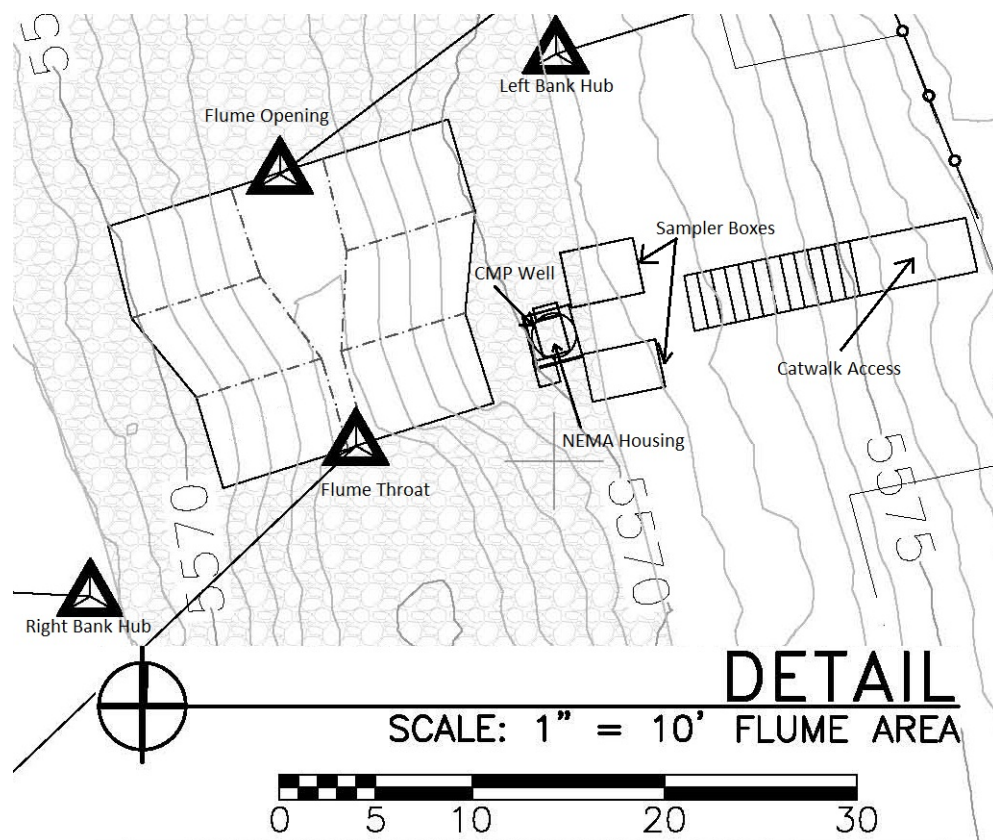 55
Left Bank Hub
Flume Opening
Sampler Boxes
CMP Well
Catwalk Access
NEMA Housing
Flume Throat
5570
5570
5575
Right Bank Hub
DETAIL
SCALE: 1" = 10' FLUME AREA
0 5 10 20 30